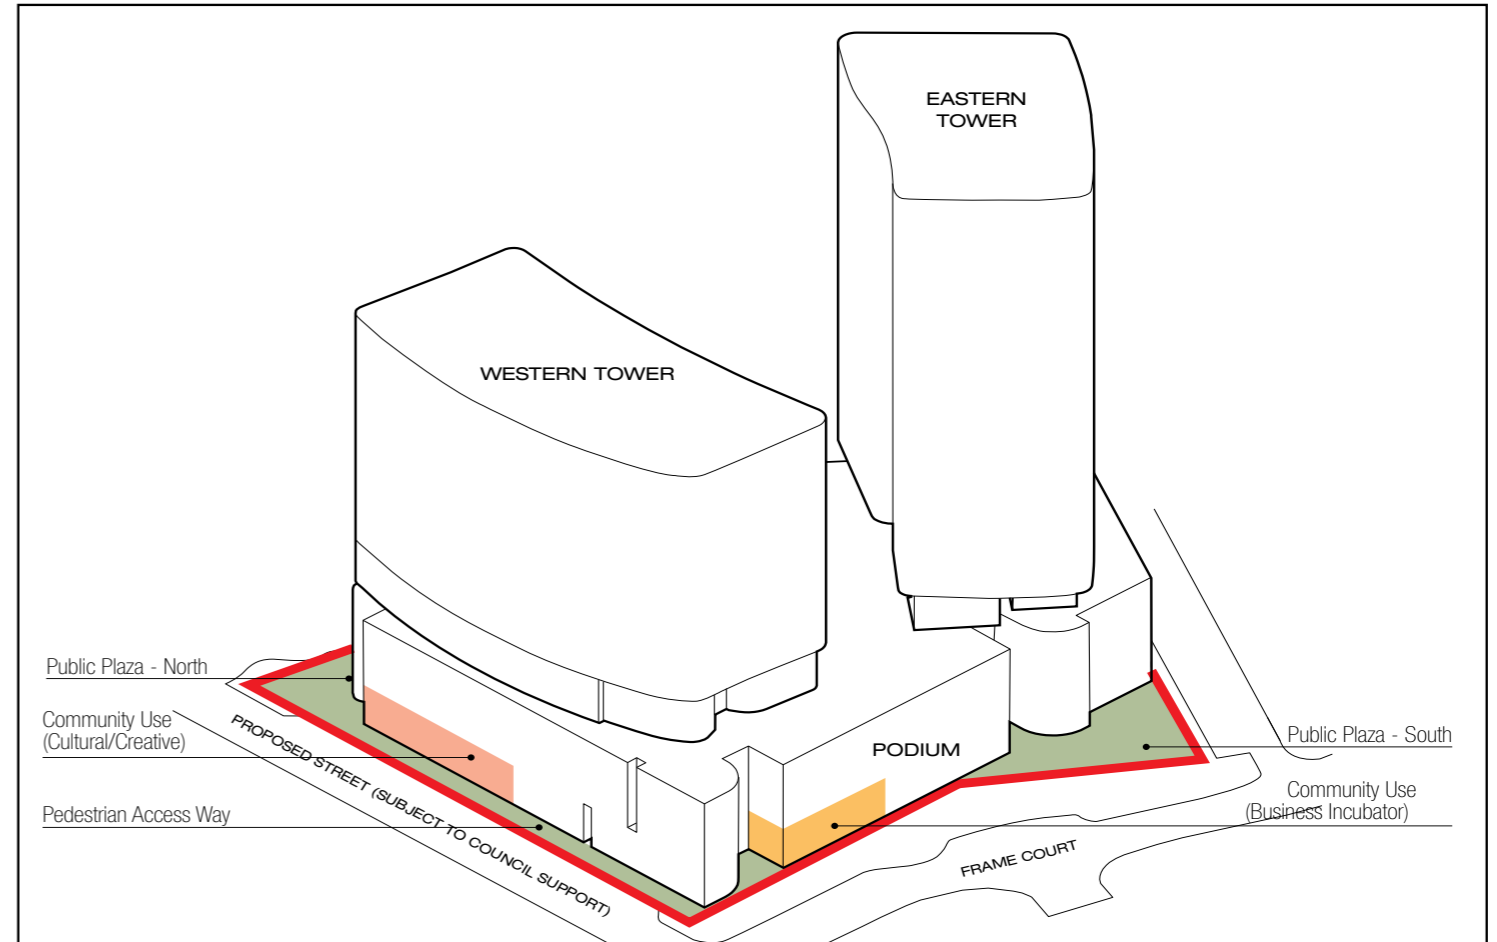 EASTERN
TOWER
WESTERN TOWER
Public Plaza - North
Community Use
(Cultural/Creative)
PROPOSED STREET (SUBJECT TO COUNCIL SUPPORT)
Pedestrian Access Way
PODIUM
Public Plaza - South
Community Use
(Business Incubator)
FRAME COURT